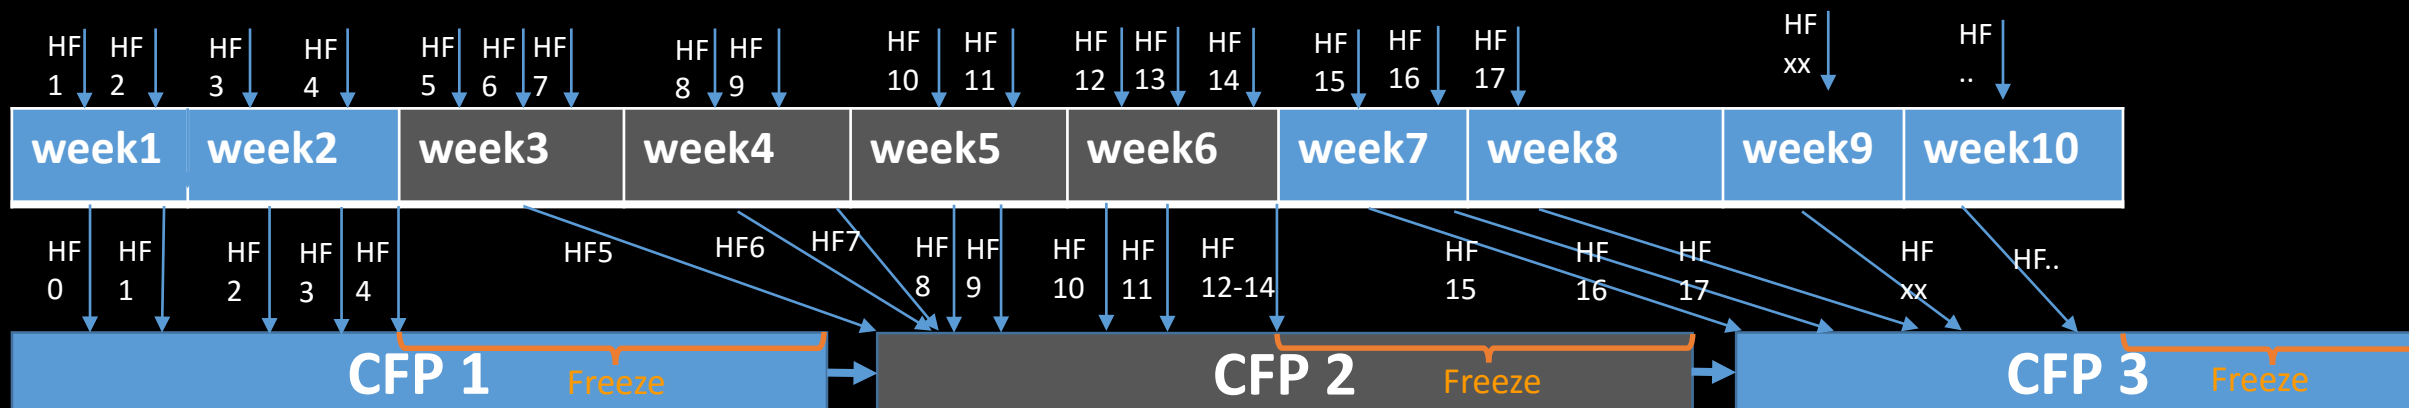 HF 1
HF 2
HF 3
HF 4
HF 5
HF 6
HF 7
HF 8
HF 9
HF 10
HF 11
HF 12
HF 13
HF 14
HF 15
HF 16
HF 17
HF xx
HF ..
week1 week2 week3 week4 week5 week6 week7 week8 week9 week10
HF 0
HF 1
HF 2
HF 3
HF 4
HF5
HF6
HF7
HF 8
HF 9
HF 10
HF 11
HF 12-14
HF 15
HF 16
HF 17
HF xx
HF..
CFP 1
Freeze
CFP 2
Freeze
CFP 3
Freeze